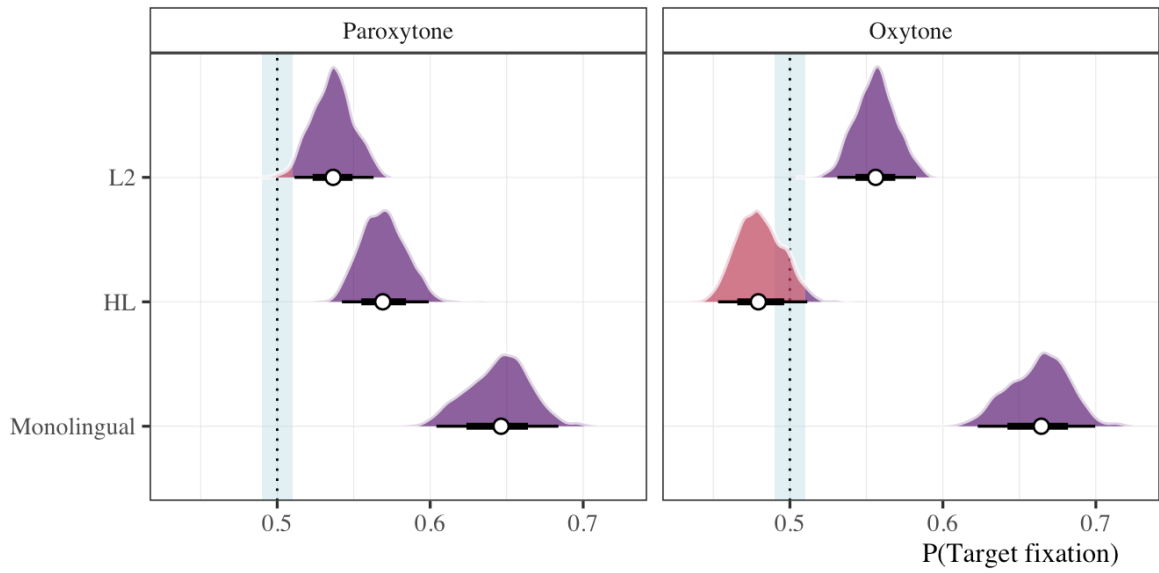 Paroxytone
Oxytone
L2
HL
Monolingual
0.5 0.6 0.7
0.5 0.6 0.7
P(Target fixation)